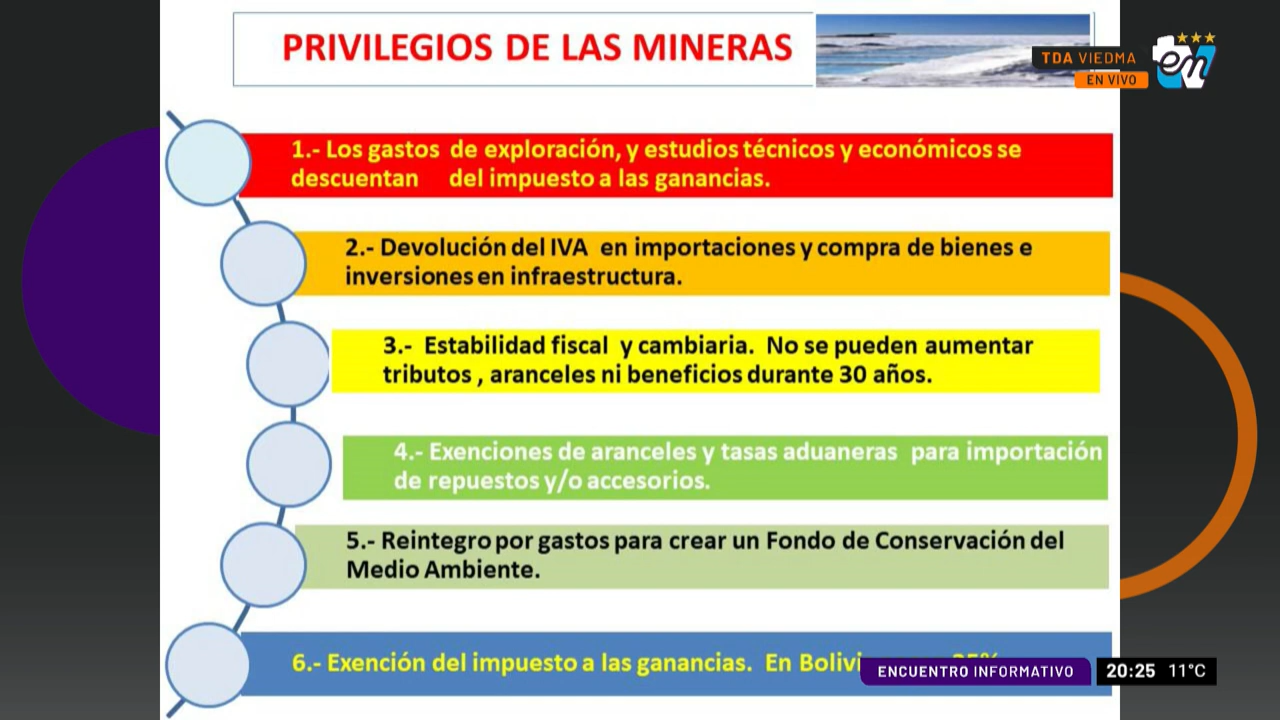 PRIVILEGIOS DE LAS MINERAS
TDA VIEDMA
EN VIVO
en
1.- Los gastos de exploración, y estudios técnicos y económicos se
descuentan del impuesto a las ganancias.
2.- Devolución del IVA en importaciones y compra de bienes e
inversiones en infraestructura.
3.- Estabilidad fiscal y cambiaria. No se pueden aumentar
tributos , aranceles ni beneficios durante 30 años.
4.- Exenciones de aranceles y tasas aduaneras para importación
de repuestos y/o accesorios.
5.- Reintegro por gastos para crear un Fondo de Conservación del
Medio Ambiente.
6.- Exención del impuesto a las ganancias. En
ENCUENTRO INFORMATIVO
20:25 11°C